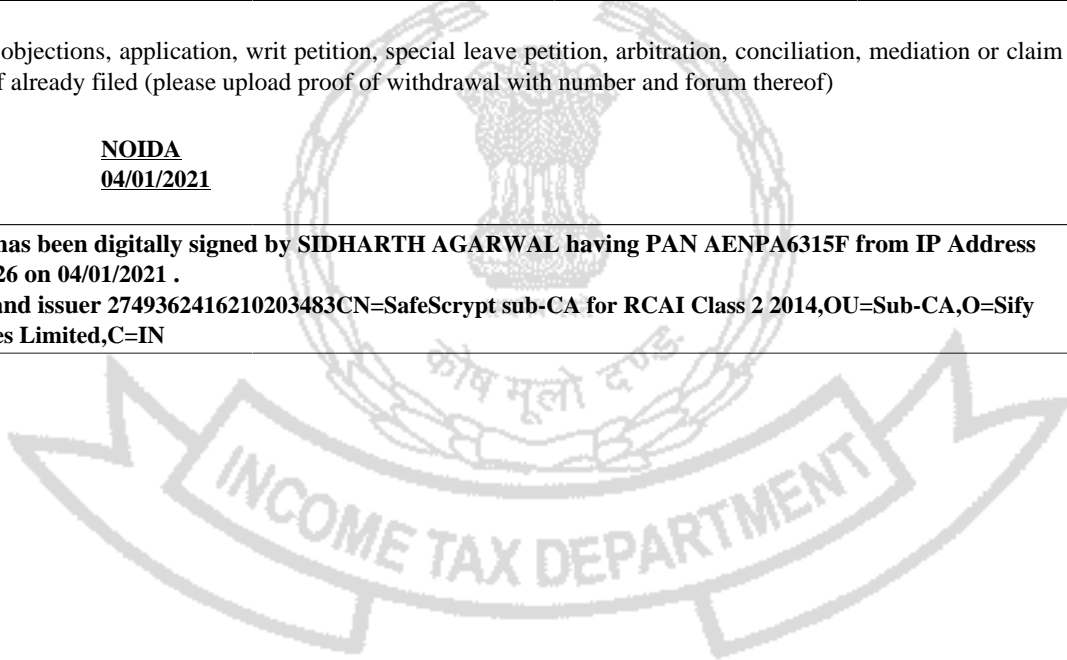 objections, application, writ petition, special leave petition, arbitration, conciliation, mediation or claim
f already filed (please upload proof of withdrawal with number and forum thereof)
NOIDA
04/01/2021
has been digitally signed by SIDHARTH AGARWAL having PAN AENPA6315F from IP Address
26 on 04/01/2021 .
and issuer 2749362416210203483CN=SafeScrypt sub-CA for RCAI Class 2 2014,OU=Sub-CA,O=Sify
es Limited,C=IN
कोष मूलो दण्डः
INCOME TAX DEPARTMENT